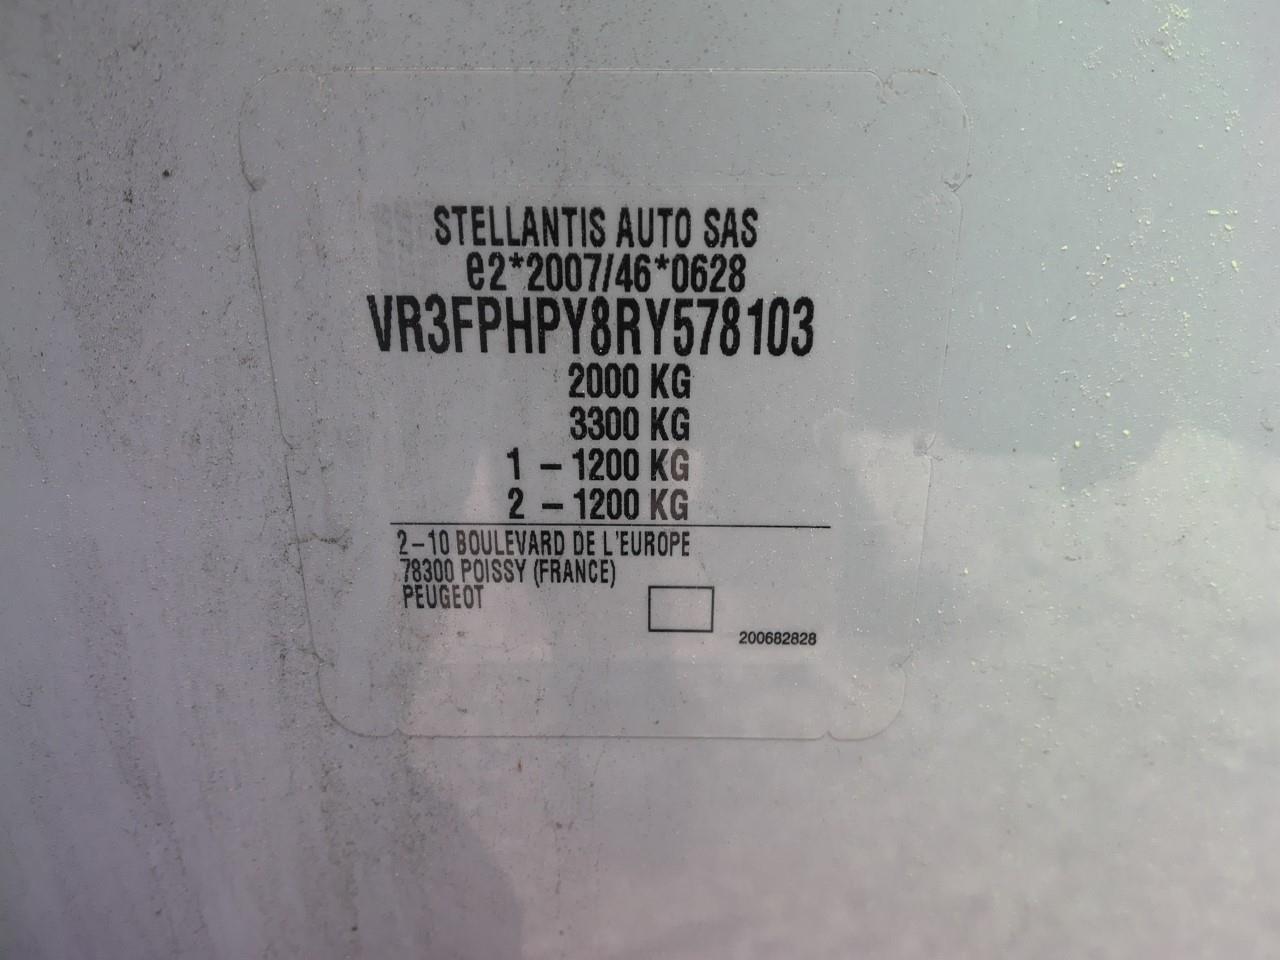 STELLANTIS AUTO SAS
e2*2007/46*0628
VR3FPHPY8RY578103
2000 KG
3300 KG
1 – 1200 KG
2 – 1200 KG
2–10 BOULEVARD DE L'EUROPE
78300 POISSY (FRANCE)
PEUGEOT
200682828